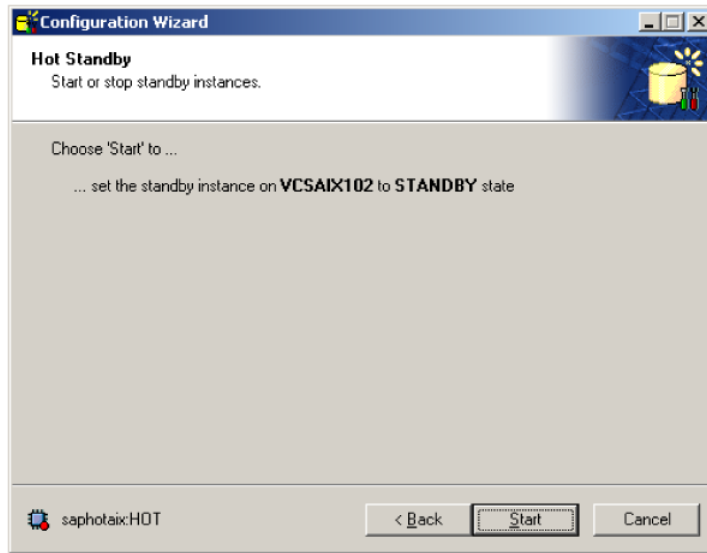 Configuration Wizard
Hot Standby
Start or stop standby instances.
Choose 'Start' to ...
... set the standby instance on VCSAIX102 to STANDBY state
saphotaix:HOT
< Back
Start
Cancel